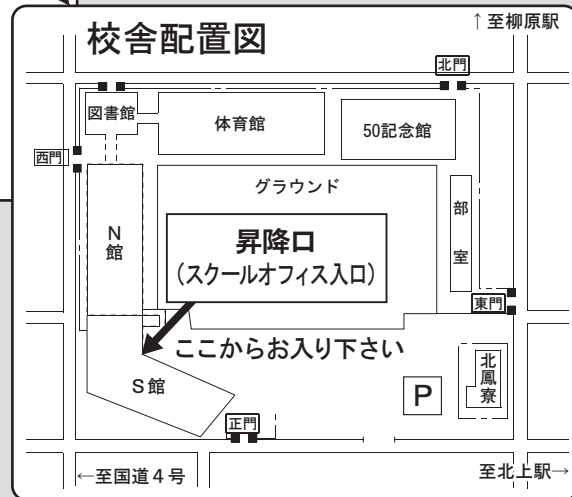 校舎配置図
↑至柳原駅
北門
図書館
体育館
50記念館
西門
グラウンド
N館
部室
昇降口
(スクールオフィス入口)
東門
ここからお入り下さい
S館
P
北鳳寮
正門
←至国道4号
至北上駅→